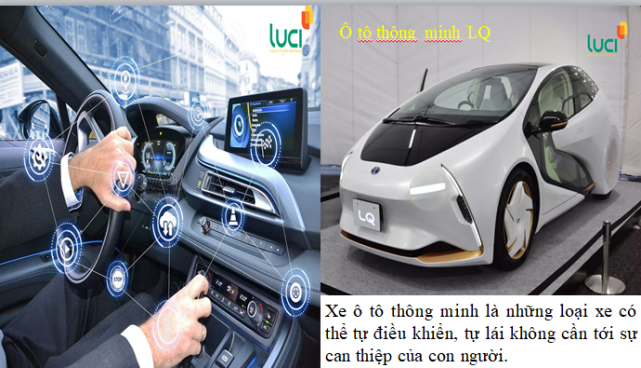 luci
Ô tô thông minh LQ
luci
LQ
STOP
Xe ô tô thông minh là những loại xe có
thể tự điều khiển, tự lái không cần tới sự
can thiệp của con người.